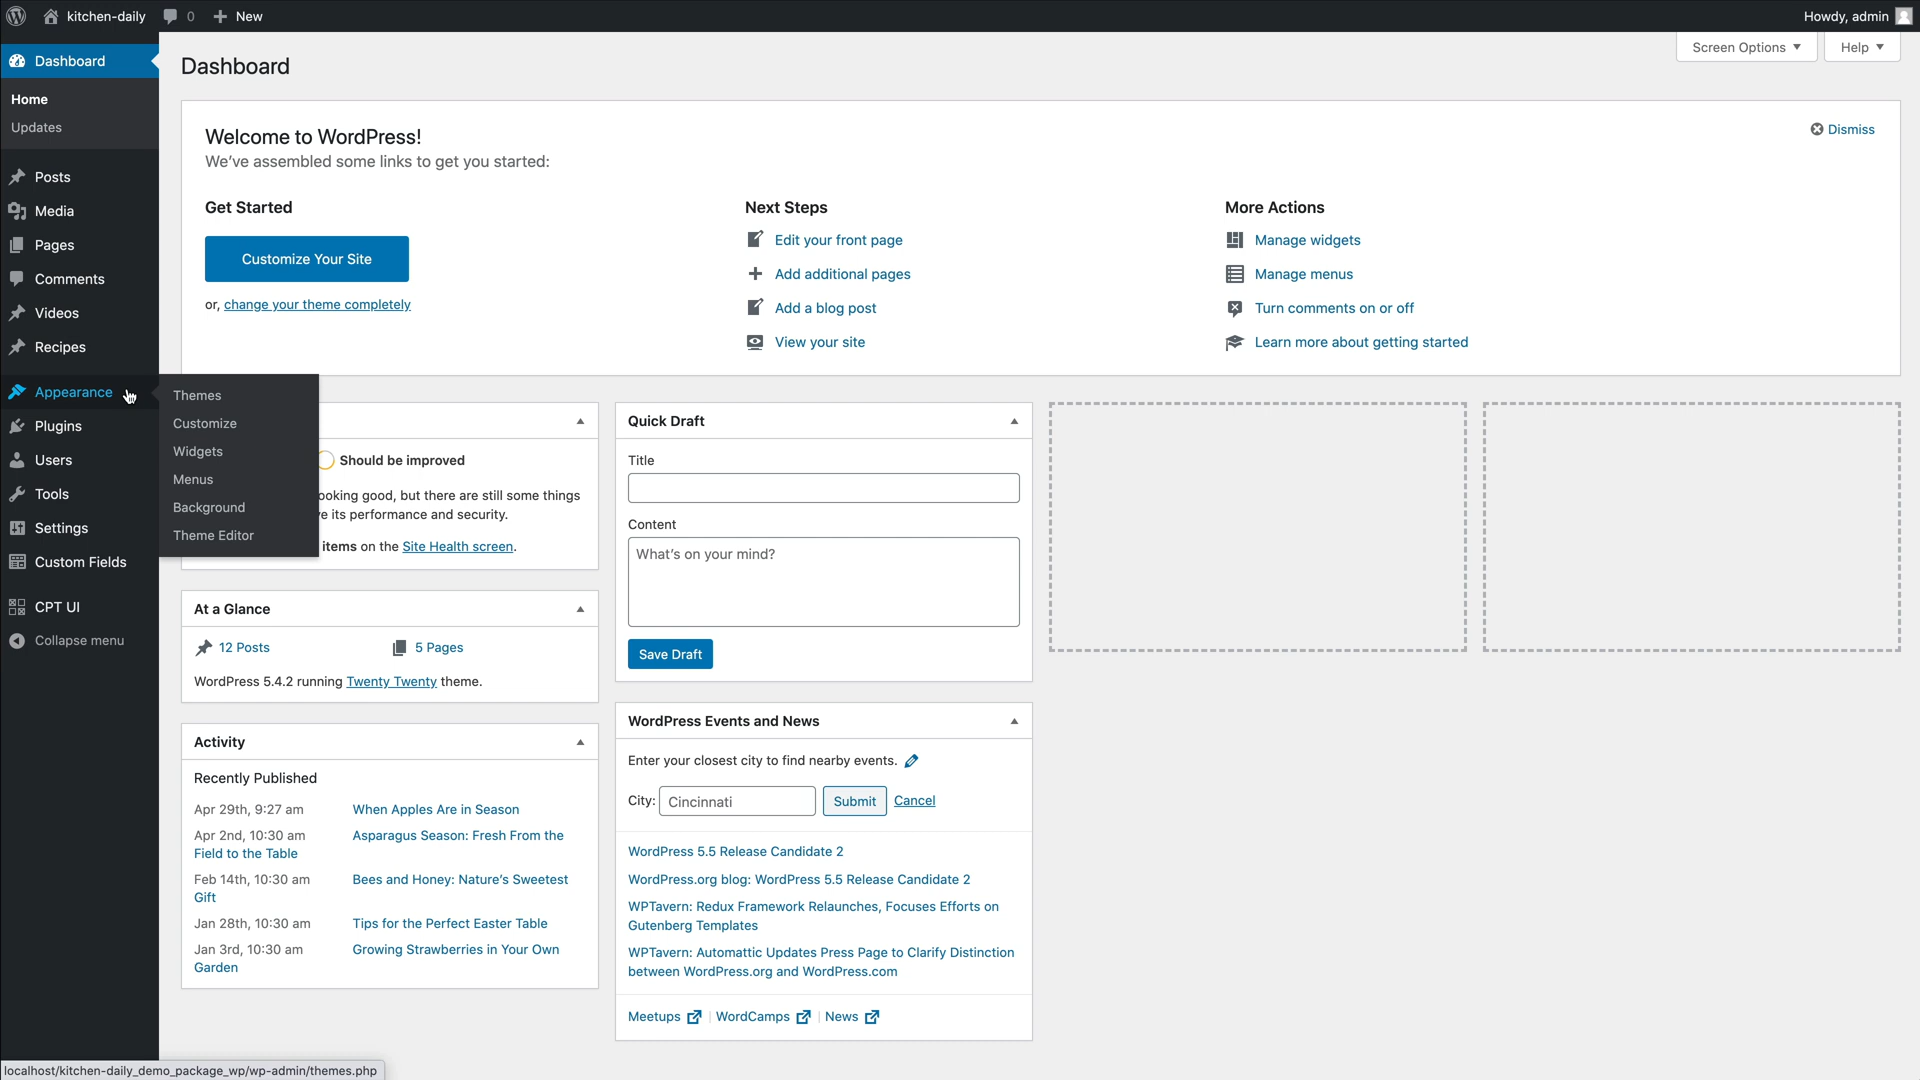 kitchen-daily 0 New Howdy, admin
Dashboard
Home
Updates
Posts
Media
Pages
Comments
Videos
Recipes
Appearance
Plugins
Users
Tools
Settings
Custom Fields
CPT UI
Collapse menu
Themes
Customize
Widgets
Menus
Background
Theme Editor
Dashboard
Screen Options Help
Welcome to WordPress!
We've assembled some links to get you started:
Dismiss
Get Started
Customize Your Site
or, change your theme completely
Next Steps
Edit your front page
Add additional pages
Add a blog post
View your site
More Actions
Manage widgets
Manage menus
Turn comments on or off
Learn more about getting started
Should be improved
ooking good, but there are still some things
e its performance and security.
items on the Site Health screen.
At a Glance
12 Posts 5 Pages
WordPress 5.4.2 running Twenty Twenty theme.
Activity
Recently Published
Apr 29th, 9:27 am When Apples Are in Season
Apr 2nd, 10:30 am Asparagus Season: Fresh From the
Field to the Table
Feb 14th, 10:30 am Bees and Honey: Nature's Sweetest
Gift
Jan 28th, 10:30 am Tips for the Perfect Easter Table
Jan 3rd, 10:30 am Growing Strawberries in Your Own
Garden
Quick Draft
Title
Content
What's on your mind?
Save Draft
WordPress Events and News
Enter your closest city to find nearby events.
City: Cincinnati Submit Cancel
WordPress 5.5 Release Candidate 2
WordPress.org blog: WordPress 5.5 Release Candidate 2
WPTavern: Redux Framework Relaunches, Focuses Efforts on
Gutenberg Templates
WPTavern: Automattic Updates Press Page to Clarify Distinction
between WordPress.org and WordPress.com
Meetups | WordCamps | News
localhost/kitchen-daily_demo_package_wp/wp-admin/themes.php